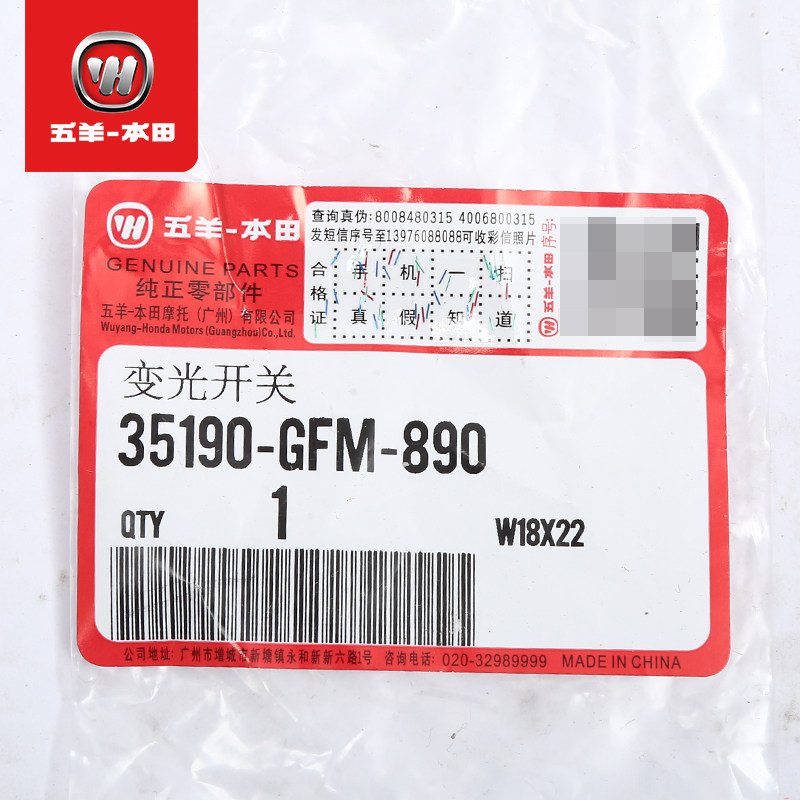 五羊-本田
五羊-本田
GENUINE PARTS
纯正零部件
五羊-本田摩托（广州）有限公司
Wuyang-Honda Motors (Guangzhou)Co.,Ltd.
查询真伪:8008480315 4006800315
发短信序号至13976088088可收彩信照片
合手机一扫
格
证真假知道
五羊-本田 序号:
变光开关
35190-GFM-890
QTY 1 W18X22
公司地址: 广州市增城市新塘镇永和新新六路1号 咨询电话: 020-32989999 MADE IN CHINA